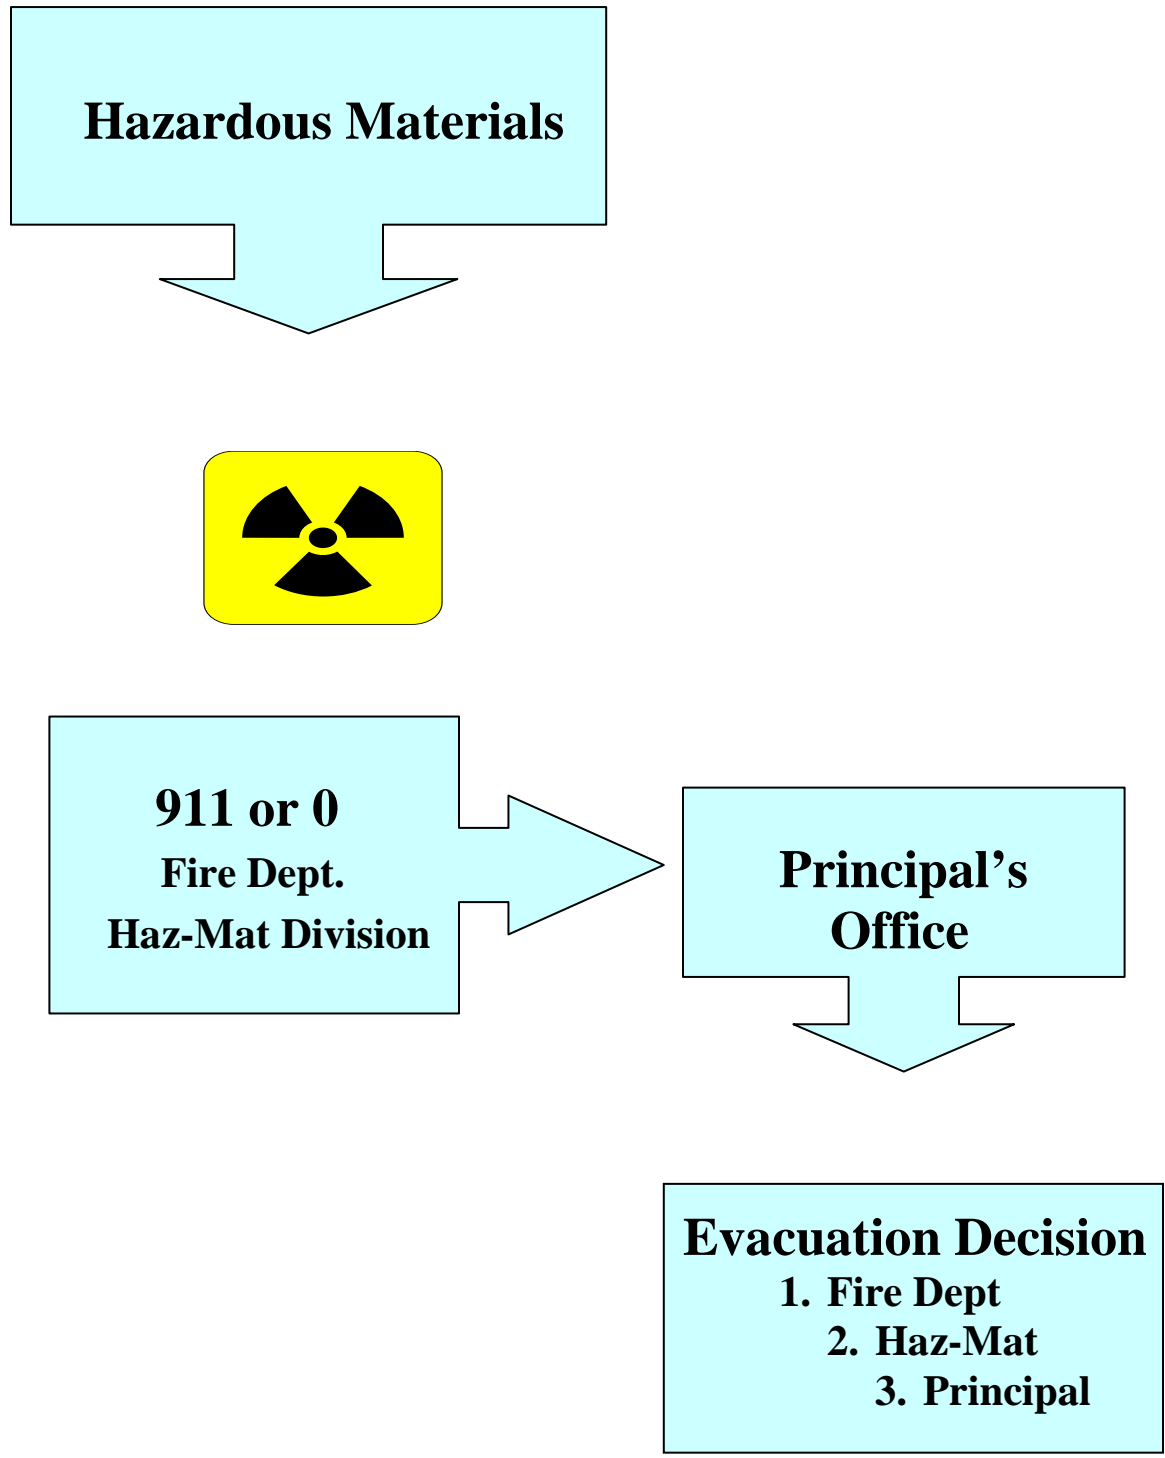 Hazardous Materials
911 or 0
Fire Dept.
Haz-Mat Division
Principal’s
Office
Evacuation Decision
1. Fire Dept
2. Haz-Mat
3. Principal